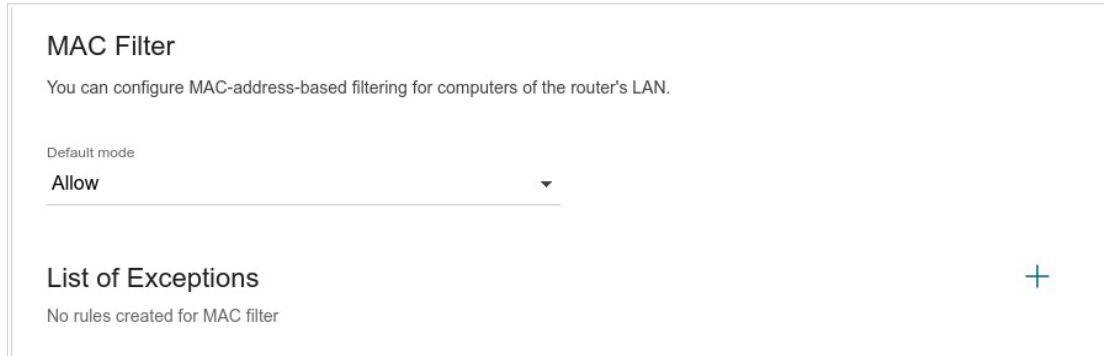 MAC Filter
You can configure MAC-address-based filtering for computers of the router's LAN.
Default mode
Allow
List of Exceptions
No rules created for MAC filter